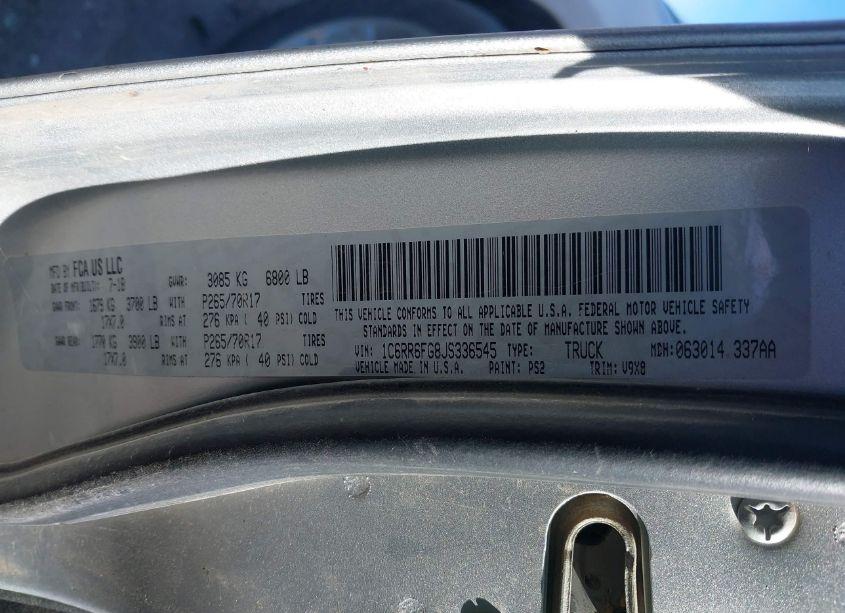 MFD BY FCA US LLC
DATE OF MFR/BUILT: 7-18 GVWR: 3085 KG 6800 LB
GAWR FRONT: 1679 KG 3700 LB WITH P265/70R17 TIRES
17X7.0 RIMS AT 276 KPA ( 40 PSI) COLD
GAWR REAR: 1770 KG 3900 LB WITH P265/70R17 TIRES
17X7.0 RIMS AT 276 KPA ( 40 PSI) COLD
THIS VEHICLE CONFORMS TO ALL APPLICABLE U.S.A. FEDERAL MOTOR VEHICLE SAFETY
STANDARDS IN EFFECT ON THE DATE OF MANUFACTURE SHOWN ABOVE.
VIN: 1C6RR6FG8JS336545 TYPE: TRUCK MDH: 063014 337AA
VEHICLE MADE IN U.S.A. PAINT: PS2 TRIM: V9X8